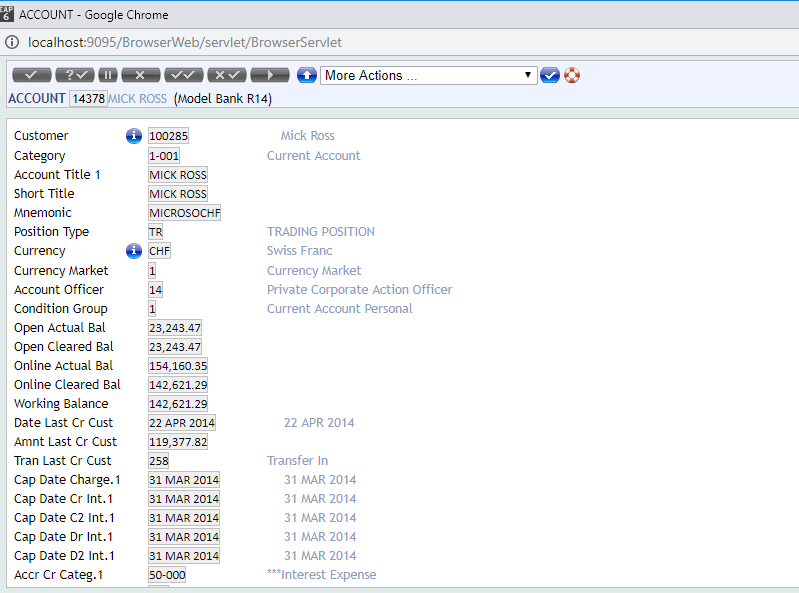 EAP
6
ACCOUNT - Google Chrome
localhost:9095/BrowserWeb/servlet/BrowserServlet
More Actions ...
ACCOUNT 14378 MICK ROSS (Model Bank R14)
Customer 100285 Mick Ross
Category 1-001 Current Account
Account Title 1 MICK ROSS
Short Title MICK ROSS
Mnemonic MICROSOCHF
Position Type TR TRADING POSITION
Currency CHF Swiss Franc
Currency Market 1 Currency Market
Account Officer 14 Private Corporate Action Officer
Condition Group 1 Current Account Personal
Open Actual Bal 23,243.47
Open Cleared Bal 23,243.47
Online Actual Bal 154,160.35
Online Cleared Bal 142,621.29
Working Balance 142,621.29
Date Last Cr Cust 22 APR 2014 22 APR 2014
Amnt Last Cr Cust 119,377.82
Tran Last Cr Cust 258 Transfer In
Cap Date Charge.1 31 MAR 2014 31 MAR 2014
Cap Date Cr Int.1 31 MAR 2014 31 MAR 2014
Cap Date C2 Int.1 31 MAR 2014 31 MAR 2014
Cap Date Dr Int.1 31 MAR 2014 31 MAR 2014
Cap Date D2 Int.1 31 MAR 2014 31 MAR 2014
Accr Cr Categ.1 50-000 ***Interest Expense